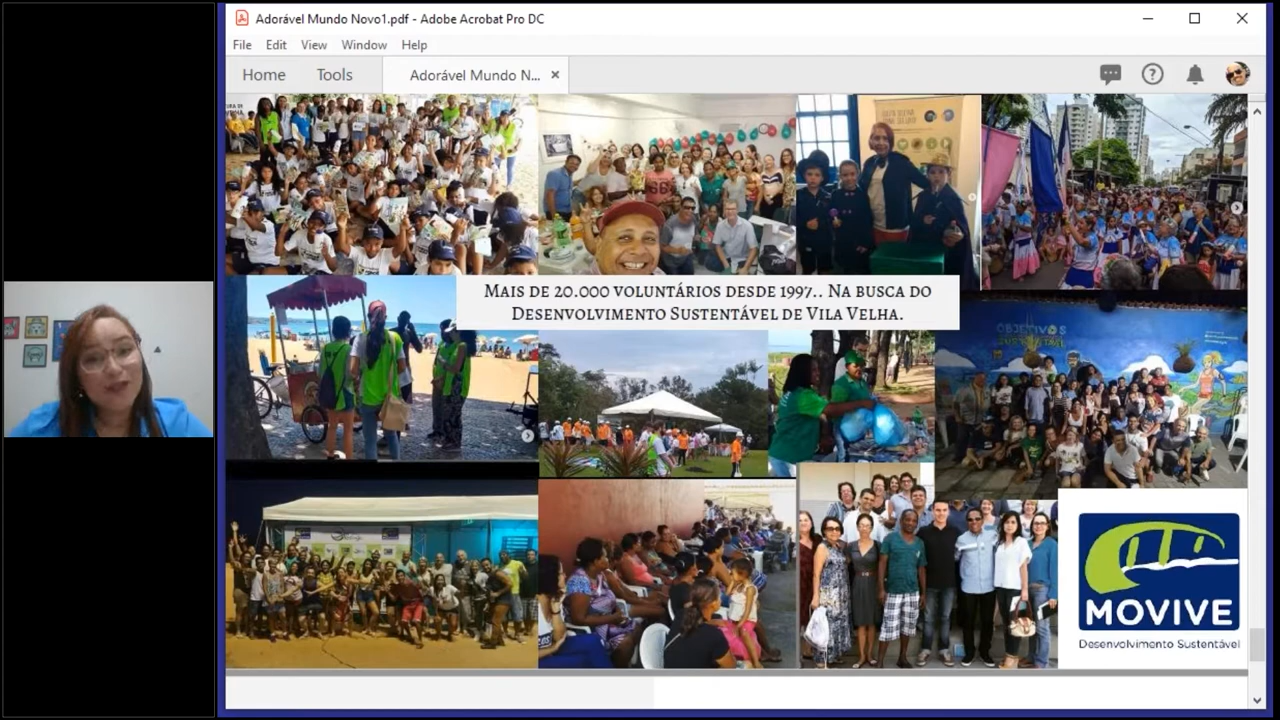 Adorável Mundo Novo1.pdf - Adobe Acrobat Pro DC
File Edit View Window Help
Home Tools Adorável Mundo N...
MAIS DE 20.000 VOLUNTÁRIOS DESDE 1997.. NA BUSCA DO
DESENVOLVIMENTO SUSTENTÁVEL DE VILA VELHA.
OBJETIVOS
MOVIVE
Desenvolvimento Sustentável